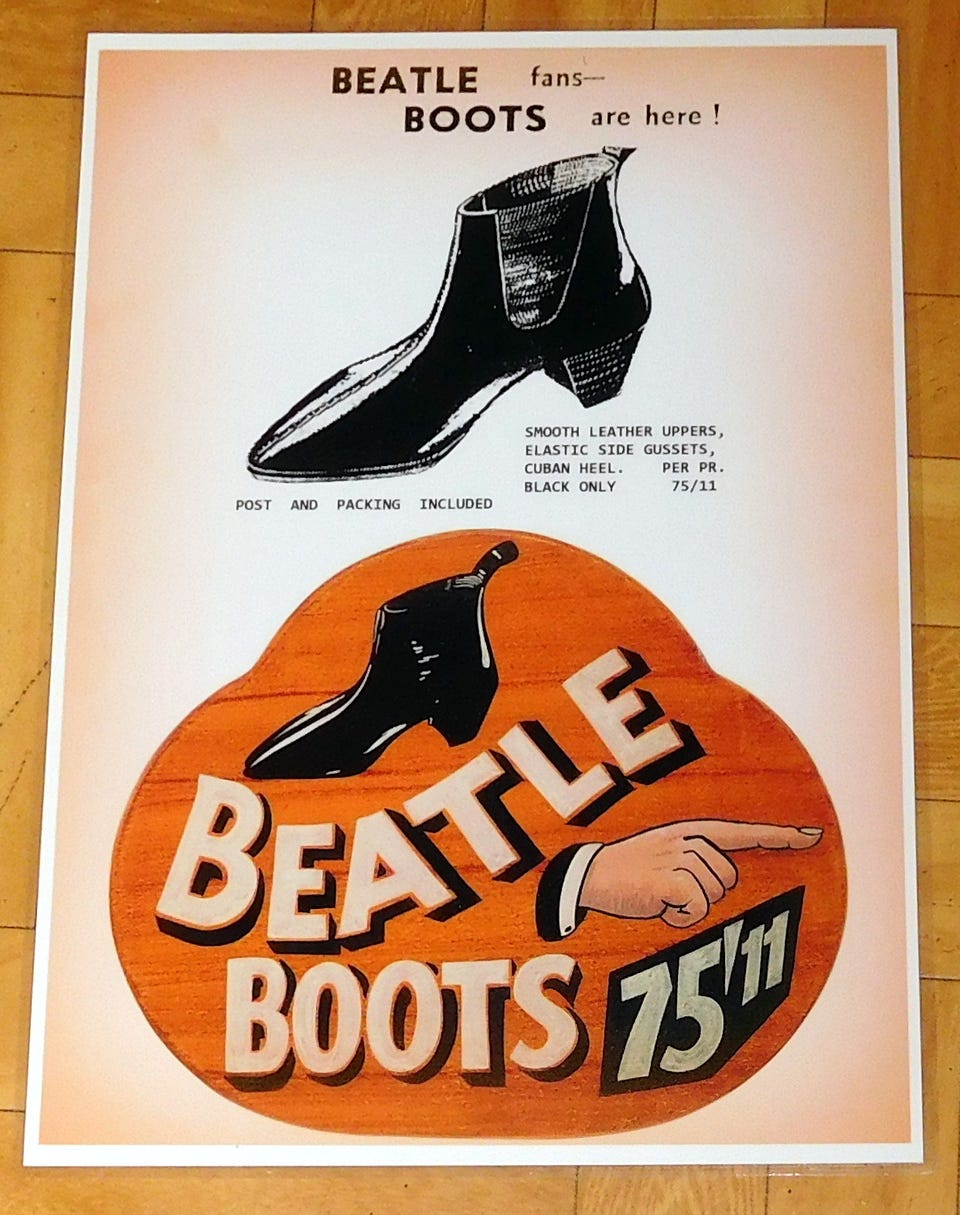 BEATLE fans—
BOOTS are here !
SMOOTH LEATHER UPPERS,
ELASTIC SIDE GUSSETS,
CUBAN HEEL. PER PR.
BLACK ONLY 75/11
POST AND PACKING INCLUDED
BEATLE
BOOTS
75'11